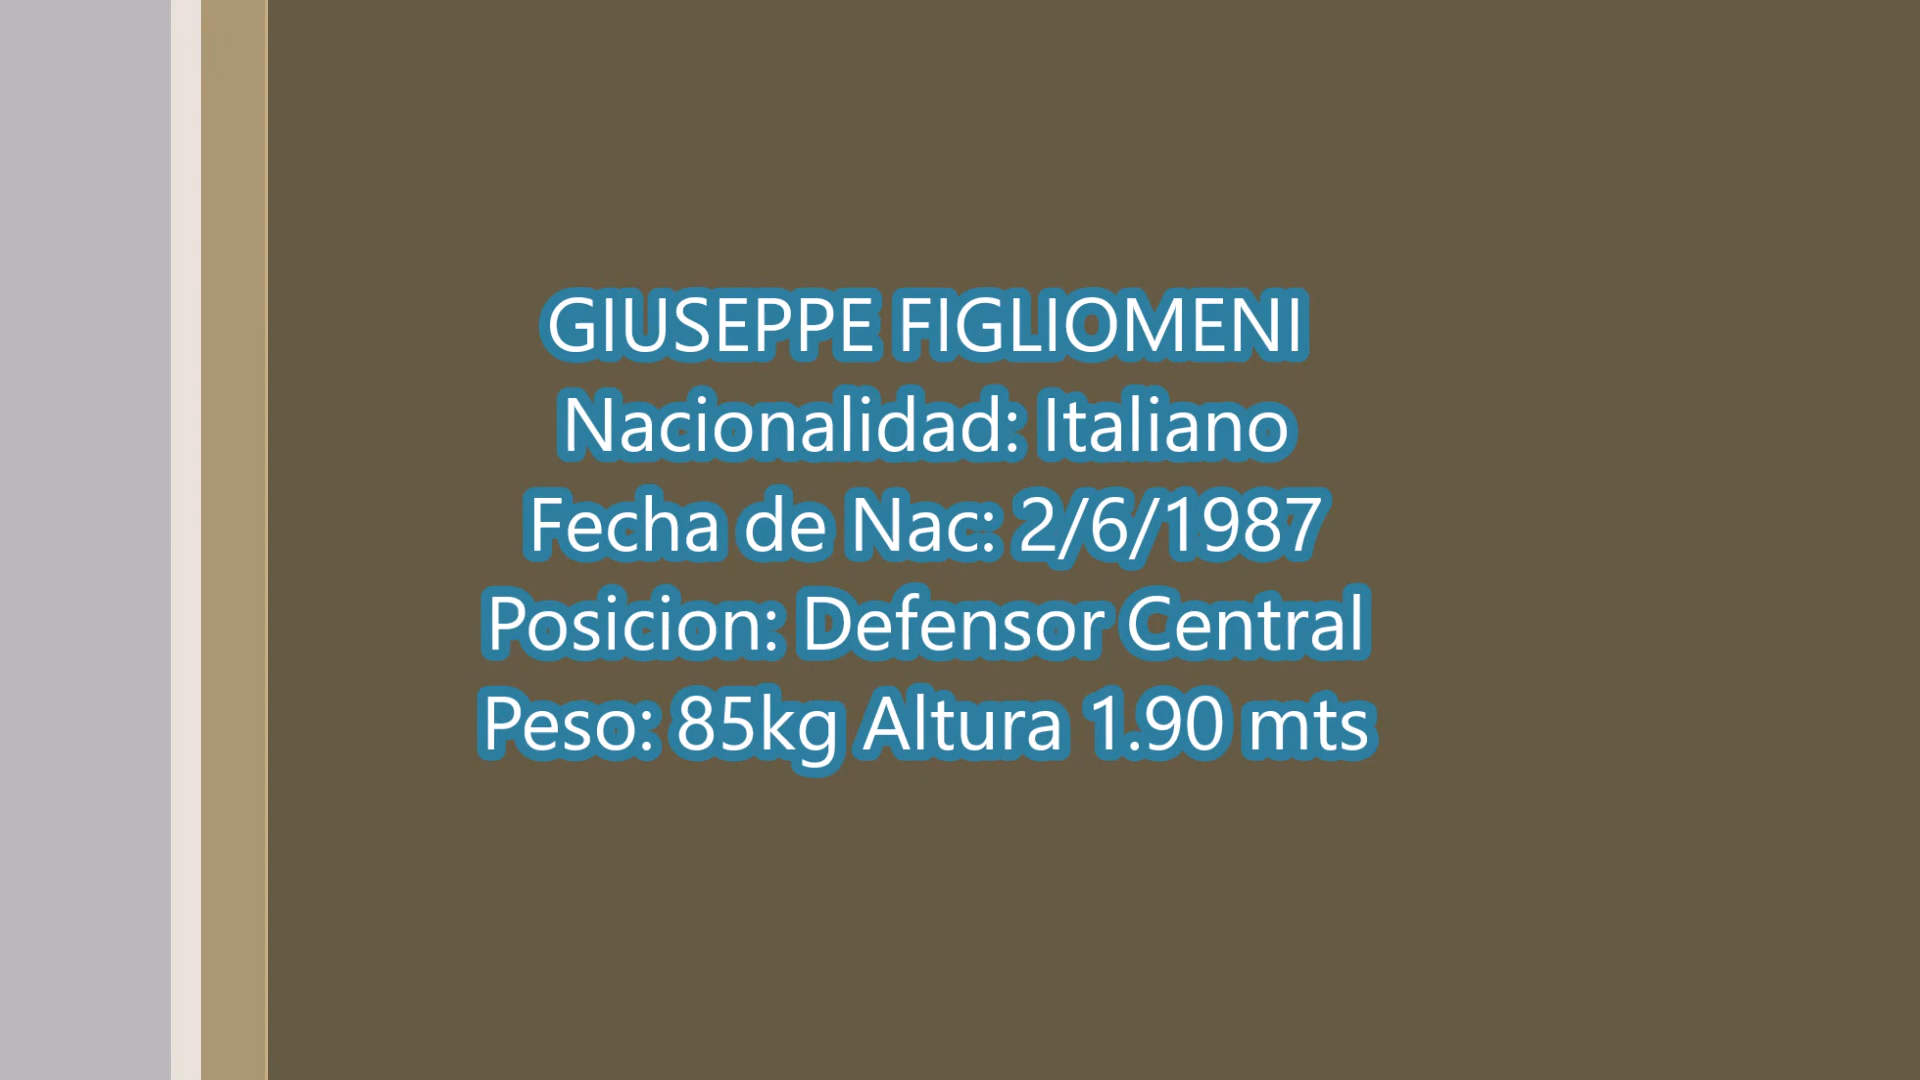 GIUSEPPE FIGLIOMENI
Nacionalidad: Italiano
Fecha de Nac: 2/6/1987
Posicion: Defensor Central
Peso: 85kg Altura 1.90 mts